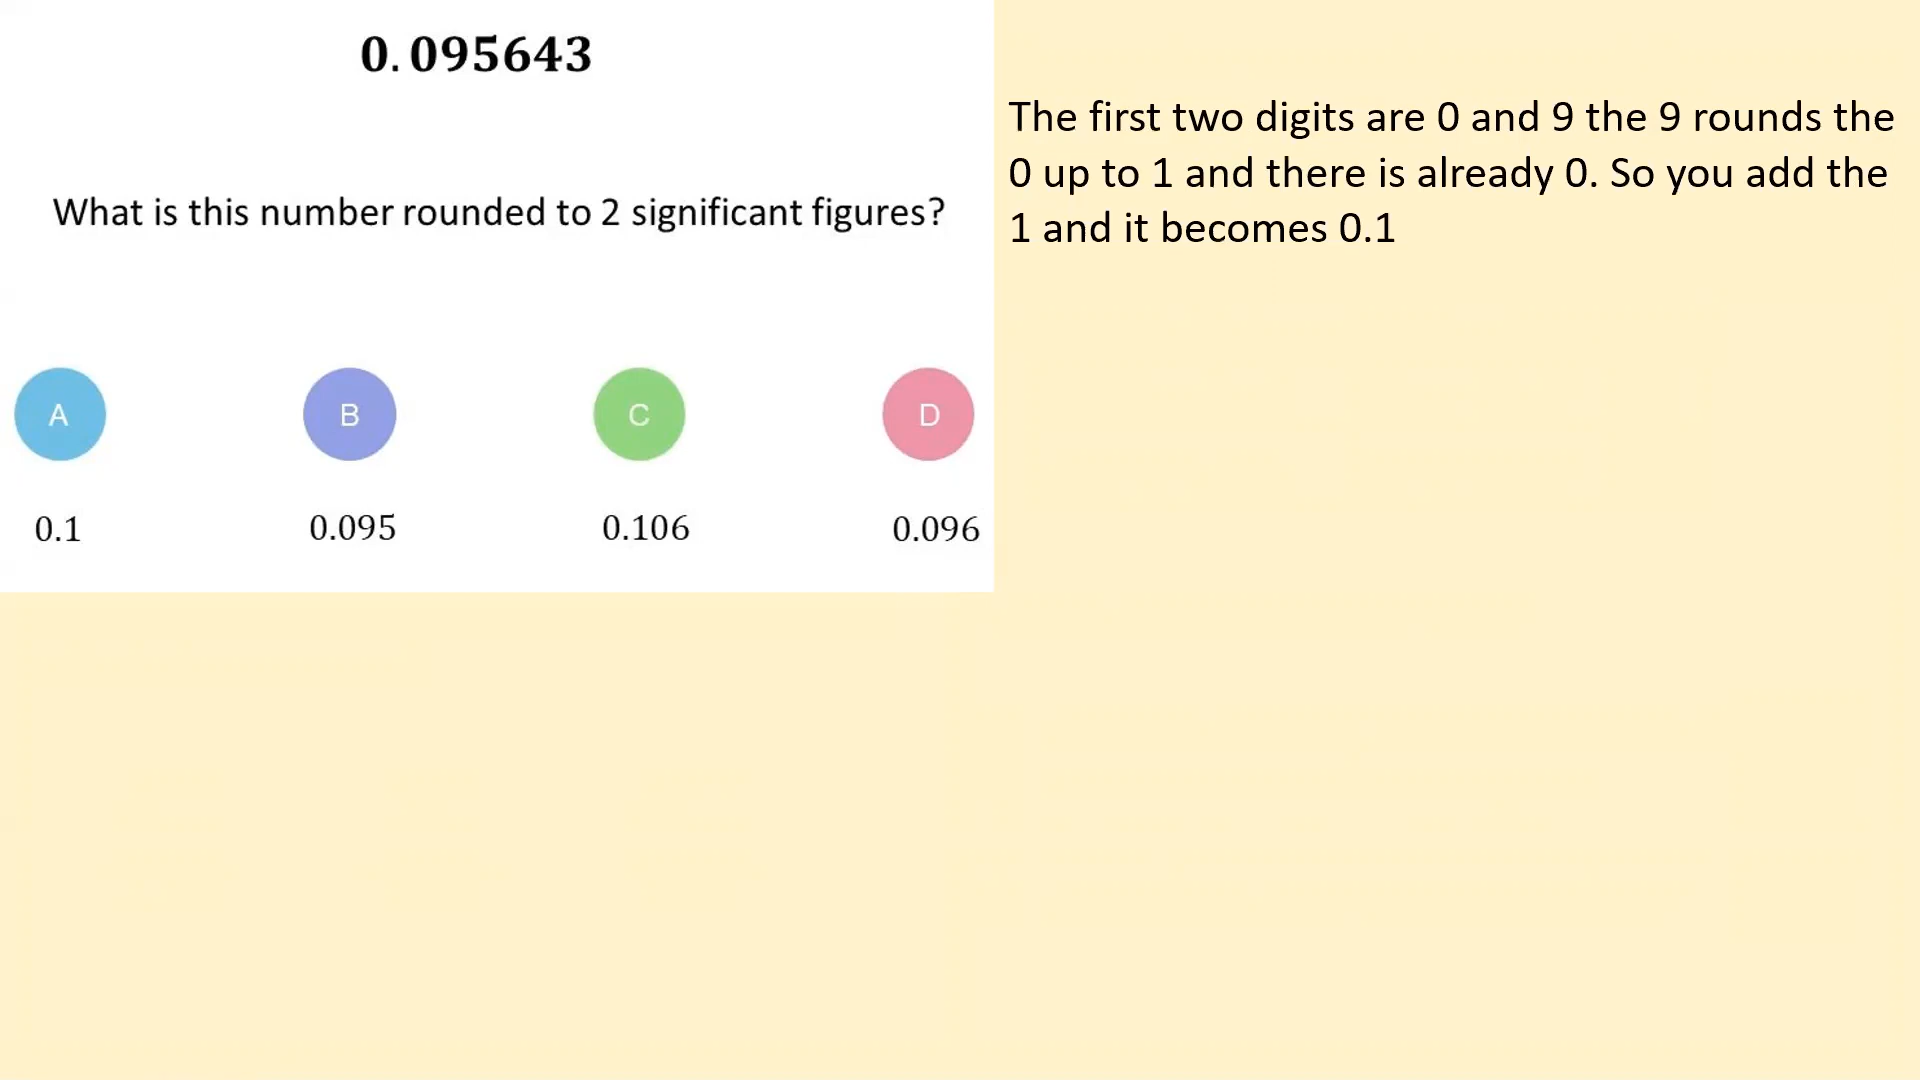 0.095643
What is this number rounded to 2 significant figures?
A
B
C
D
0.1
0.095
0.106
0.096
The first two digits are 0 and 9 the 9 rounds the
0 up to 1 and there is already 0. So you add the
1 and it becomes 0.1